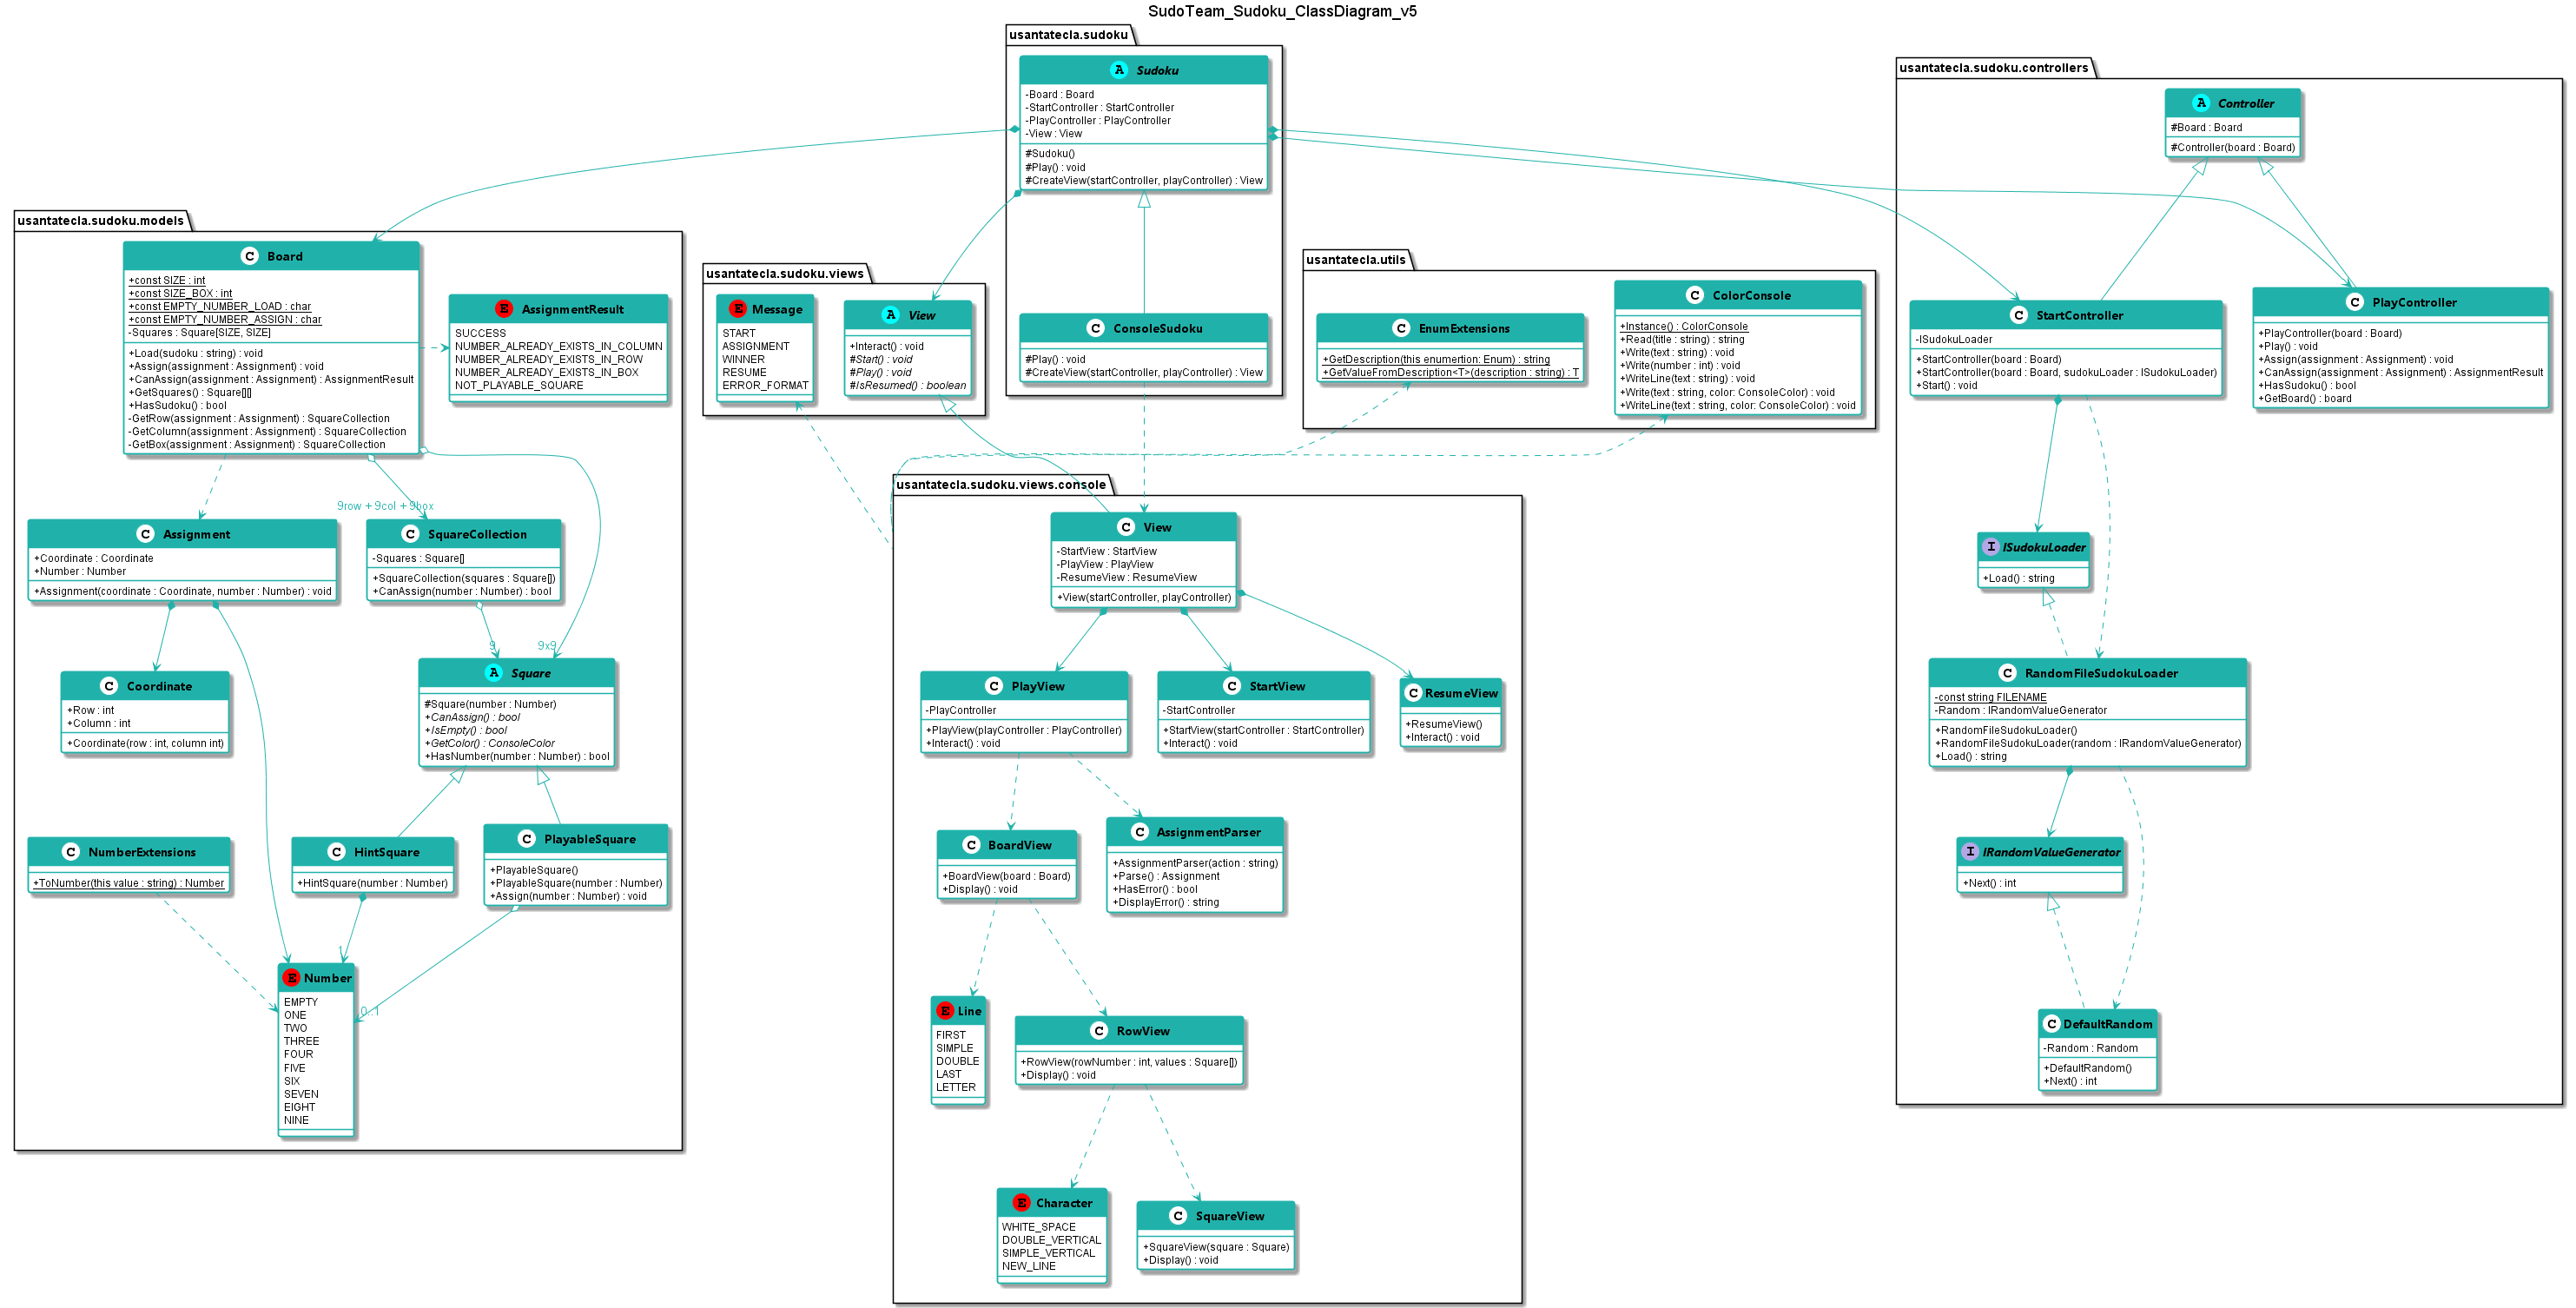 SudoTeam_Sudoku_ClassDiagram_v5
usantatecla.sudoku
A Sudoku
-Board : Board
-StartController : StartController
-PlayController : PlayController
-View : View
#Sudoku()
#Play() : void
#CreateView(startController, playController) : View
C ConsoleSudoku
#Play() : void
#CreateView(startController, playController) : View
usantatecla.sudoku.models
C Board
+const SIZE : int
+const SIZE_BOX : int
+const EMPTY_NUMBER_LOAD : char
+const EMPTY_NUMBER_ASSIGN : char
-Squares : Square[SIZE, SIZE]
+Load(sudoku : string) : void
+Assign(assignment : Assignment) : void
+CanAssign(assignment : Assignment) : AssignmentResult
+GetSquares() : Square[][]
+HasSudoku() : bool
-GetRow(assignment : Assignment) : SquareCollection
-GetColumn(assignment : Assignment) : SquareCollection
-GetBox(assignment : Assignment) : SquareCollection
E AssignmentResult
SUCCESS
NUMBER_ALREADY_EXISTS_IN_COLUMN
NUMBER_ALREADY_EXISTS_IN_ROW
NUMBER_ALREADY_EXISTS_IN_BOX
NOT_PLAYABLE_SQUARE
9row + 9col + 9box
C Assignment
+Coordinate : Coordinate
+Number : Number
+Assignment(coordinate : Coordinate, number : Number) : void
C SquareCollection
-Squares : Square[]
+SquareCollection(squares : Square[])
+CanAssign(number : Number) : bool
9
9x9
C Coordinate
+Row : int
+Column : int
+Coordinate(row : int, column int)
A Square
#Square(number : Number)
+CanAssign() : bool
+IsEmpty() : bool
+GetColor() : ConsoleColor
+HasNumber(number : Number) : bool
C NumberExtensions
+ToNumber(this value : string) : Number
C HintSquare
+HintSquare(number : Number)
C PlayableSquare
+PlayableSquare()
+PlayableSquare(number : Number)
+Assign(number : Number) : void
1
0..1
E Number
EMPTY
ONE
TWO
THREE
FOUR
FIVE
SIX
SEVEN
EIGHT
NINE
usantatecla.sudoku.views
E Message
START
ASSIGNMENT
WINNER
RESUME
ERROR_FORMAT
A View
+Interact() : void
#Start() : void
#Play() : void
#IsResumed() : boolean
usantatecla.utils
C EnumExtensions
+GetDescription(this enumertion: Enum) : string
+GetValueFromDescription<T>(description : string) : T
C ColorConsole
+Instance() : ColorConsole
+Read(title : string) : string
+Write(text : string) : void
+Write(number : int) : void
+WriteLine(text : string) : void
+Write(text : string, color: ConsoleColor) : void
+WriteLine(text : string, color: ConsoleColor) : void
usantatecla.sudoku.views.console
C View
-StartView : StartView
-PlayView : PlayView
-ResumeView : ResumeView
+View(startController, playController)
C PlayView
-PlayController
+PlayView(playController : PlayController)
+Interact() : void
C StartView
-StartController
+StartView(startController : StartController)
+Interact() : void
C ResumeView
+ResumeView()
+Interact() : void
C BoardView
+BoardView(board : Board)
+Display() : void
C AssignmentParser
+AssignmentParser(action : string)
+Parse() : Assignment
+HasError() : bool
+DisplayError() : string
E Line
FIRST
SIMPLE
DOUBLE
LAST
LETTER
C RowView
+RowView(rowNumber : int, values : Square[])
+Display() : void
E Character
WHITE_SPACE
DOUBLE_VERTICAL
SIMPLE_VERTICAL
NEW_LINE
C SquareView
+SquareView(square : Square)
+Display() : void
usantatecla.sudoku.controllers
A Controller
#Board : Board
#Controller(board : Board)
C StartController
-ISudokuLoader
+StartController(board : Board)
+StartController(board : Board, sudokuLoader : ISudokuLoader)
+Start() : void
C PlayController
+PlayController(board : Board)
+Play() : void
+Assign(assignment : Assignment) : void
+CanAssign(assignment : Assignment) : AssignmentResult
+HasSudoku() : bool
+GetBoard() : board
I ISudokuLoader
+Load() : string
C RandomFileSudokuLoader
-const string FILENAME
-Random : IRandomValueGenerator
+RandomFileSudokuLoader()
+RandomFileSudokuLoader(random : IRandomValueGenerator)
+Load() : string
I IRandomValueGenerator
+Next() : int
C DefaultRandom
-Random : Random
+DefaultRandom()
+Next() : int